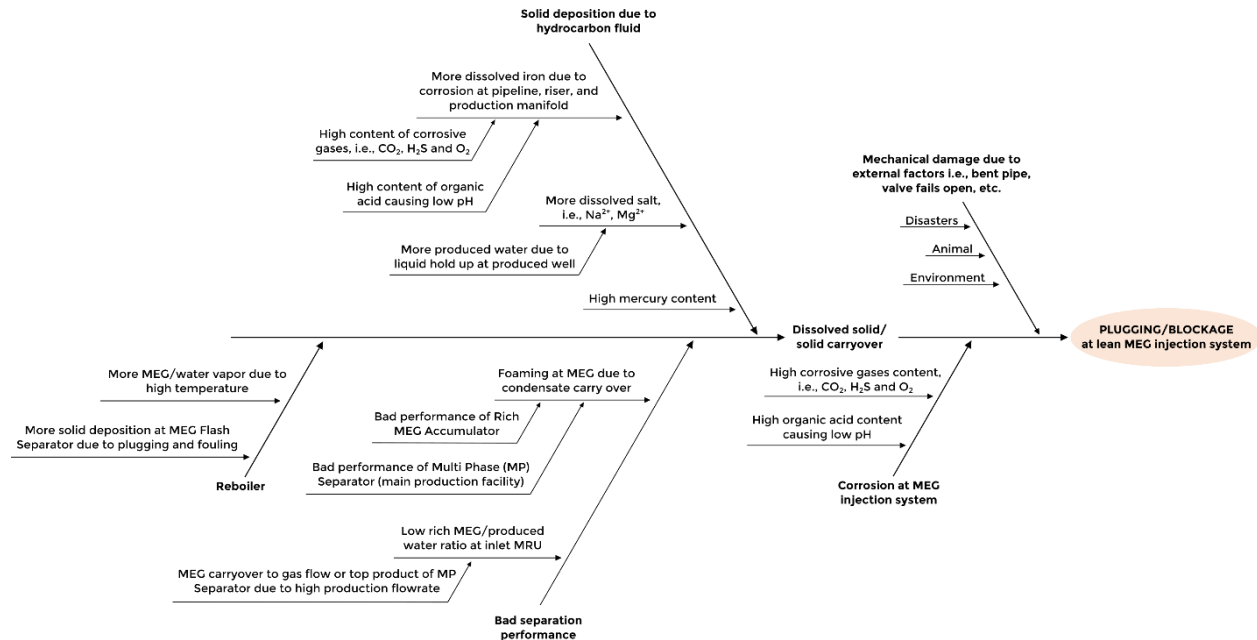 Solid deposition due to
hydrocarbon fluid
More dissolved iron due to
corrosion at pipeline, riser, and
production manifold
High content of corrosive
gases, i.e., CO₂, H₂S and O₂
High content of organic
acid causing low pH
More dissolved salt,
i.e., Na²⁺, Mg²⁺
More produced water due to
liquid hold up at produced well
High mercury content
Mechanical damage due to
external factors i.e., bent pipe,
valve fails open, etc.
Disasters
Animal
Environment
Dissolved solid/
solid carryover
PLUGGING/BLOCKAGE
at lean MEG injection system
More MEG/water vapor due to
high temperature
More solid deposition at MEG Flash
Separator due to plugging and fouling
Reboiler
Foaming at MEG due to
condensate carry over
Bad performance of Rich
MEG Accumulator
Bad performance of Multi Phase (MP)
Separator (main production facility)
Low rich MEG/produced
water ratio at inlet MRU
MEG carryover to gas flow or top product of MP
Separator due to high production flowrate
Bad separation
performance
High corrosive gases content,
i.e., CO₂, H₂S and O₂
High organic acid content
causing low pH
Corrosion at MEG
injection system